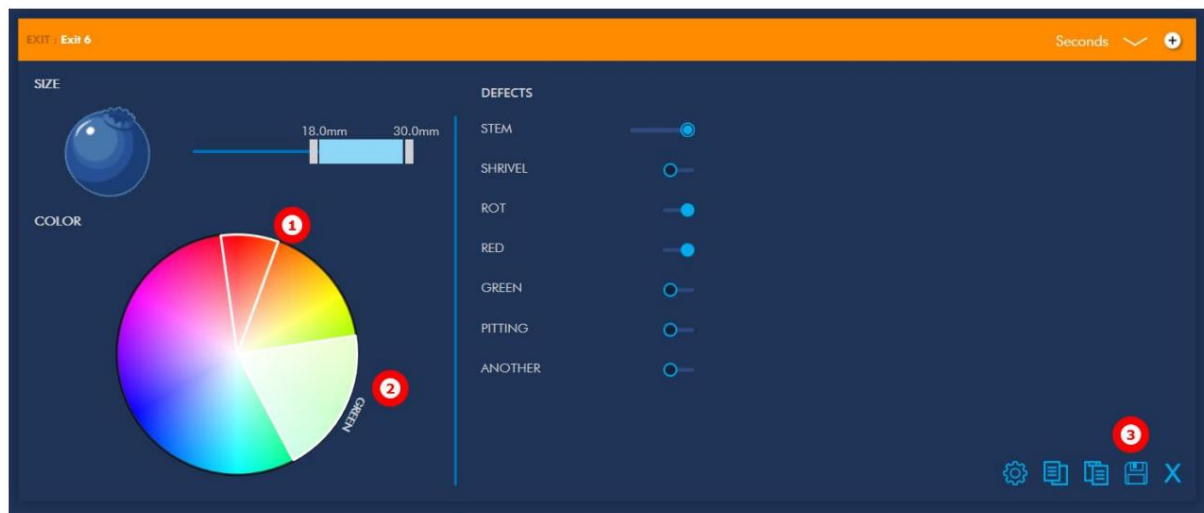 EXIT : Exit 6
Seconds
SIZE
18.0mm 30.0mm
COLOR
1
GREEN
2
DEFECTS
STEM
SHRIVEL
ROT
RED
GREEN
PITTING
ANOTHER
3